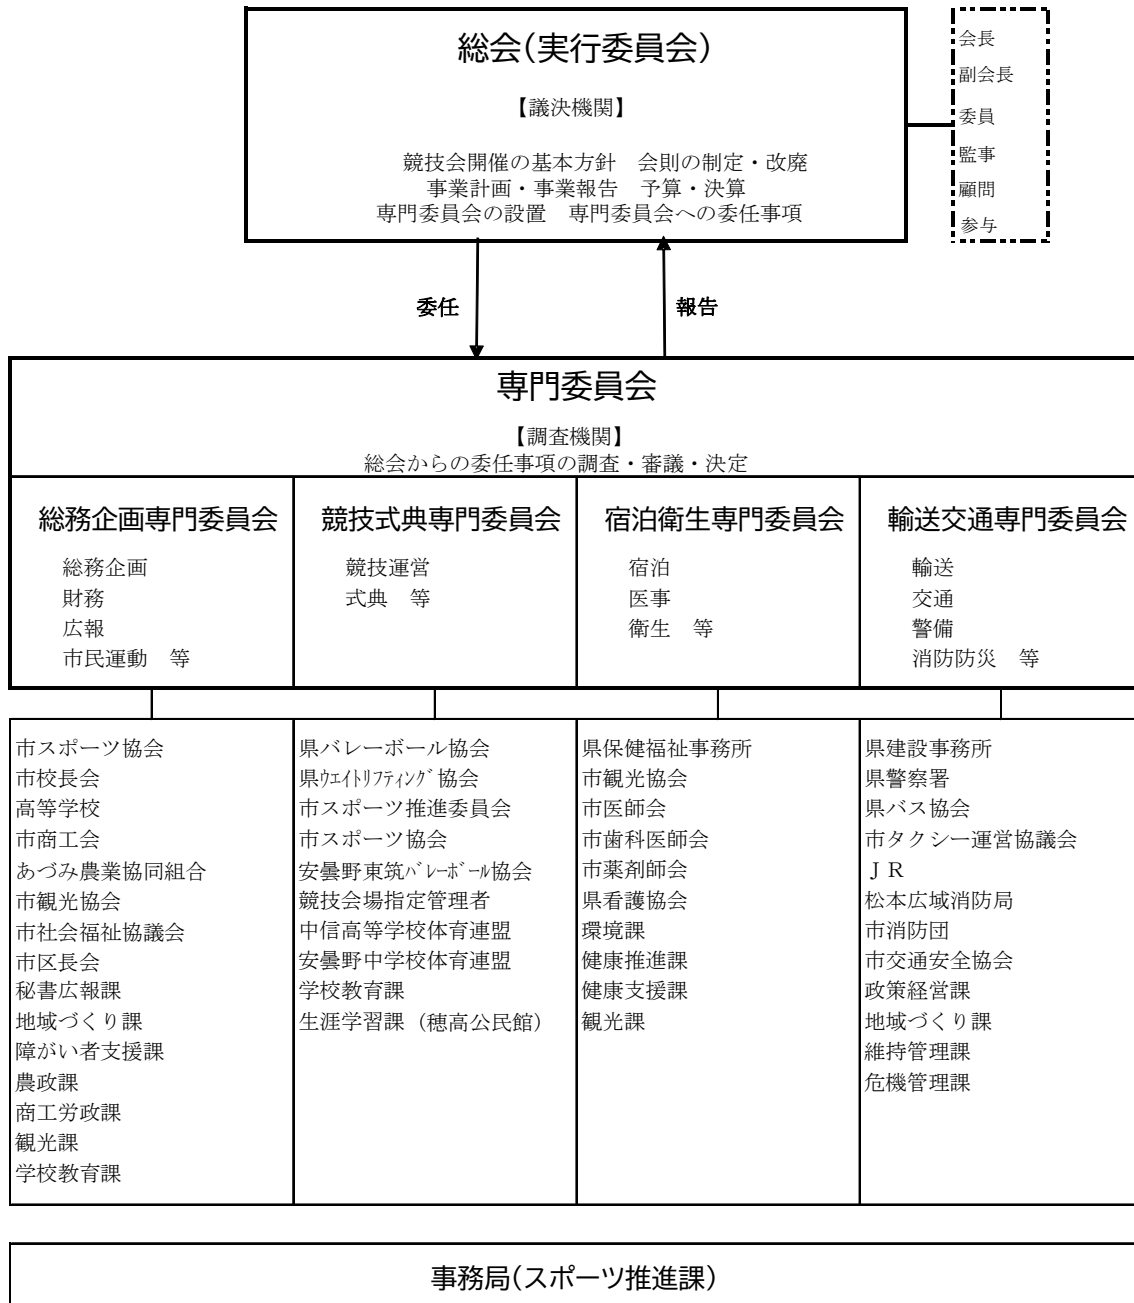 総会(実行委員会)
【議決機関】
競技会開催の基本方針　会則の制定・改廃
事業計画・事業報告　予算・決算
専門委員会の設置　専門委員会への委任事項
会長
副会長
委員
監事
顧問
参与
委任
報告
専門委員会
【調査機関】
総会からの委任事項の調査・審議・決定
総務企画専門委員会
総務企画
財務
広報
市民運動　等
競技式典専門委員会
競技運営
式典　等
宿泊衛生専門委員会
宿泊
医事
衛生　等
輸送交通専門委員会
輸送
交通
警備
消防防災　等
市スポーツ協会
市校長会
高等学校
市商工会
あづみ農業協同組合
市観光協会
市社会福祉協議会
市区長会
秘書広報課
地域づくり課
障がい者支援課
農政課
商工労政課
観光課
学校教育課
県バレーボール協会
県ｳｴｲﾄﾘﾌﾃｨﾝｸﾞ協会
市スポーツ推進委員会
市スポーツ協会
安曇野東筑ﾊﾞﾚｰﾎﾞｰﾙ協会
競技会場指定管理者
中信高等学校体育連盟
安曇野中学校体育連盟
学校教育課
生涯学習課（穂高公民館）
県保健福祉事務所
市観光協会
市医師会
市歯科医師会
市薬剤師会
県看護協会
環境課
健康推進課
健康支援課
観光課
県建設事務所
県警察署
県バス協会
市タクシー運営協議会
ＪＲ
松本広域消防局
市消防団
市交通安全協会
政策経営課
地域づくり課
維持管理課
危機管理課
事務局(スポーツ推進課)